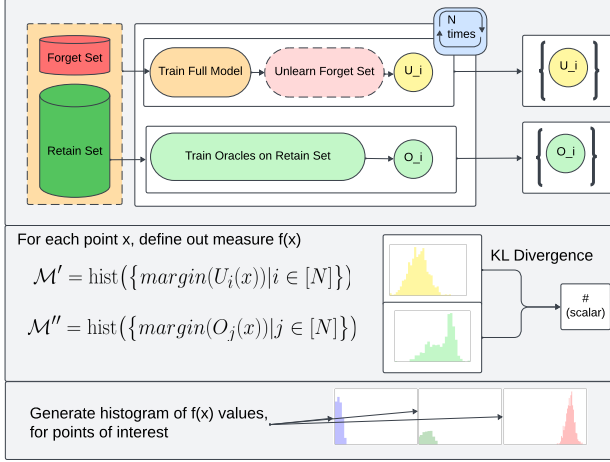 N
times
Forget Set
Train Full Model
Unlearn Forget Set
U_i
{ U_i }
Retain Set
Train Oracles on Retain Set
O_i
{ O_i }
For each point x, define out measure f(x)
ℳ′ = hist({margin(Uᵢ(x))|i ∈ [N]})
ℳ″ = hist({margin(Oⱼ(x))|j ∈ [N]})
KL Divergence
#
(scalar)
Generate histogram of f(x) values,
for points of interest